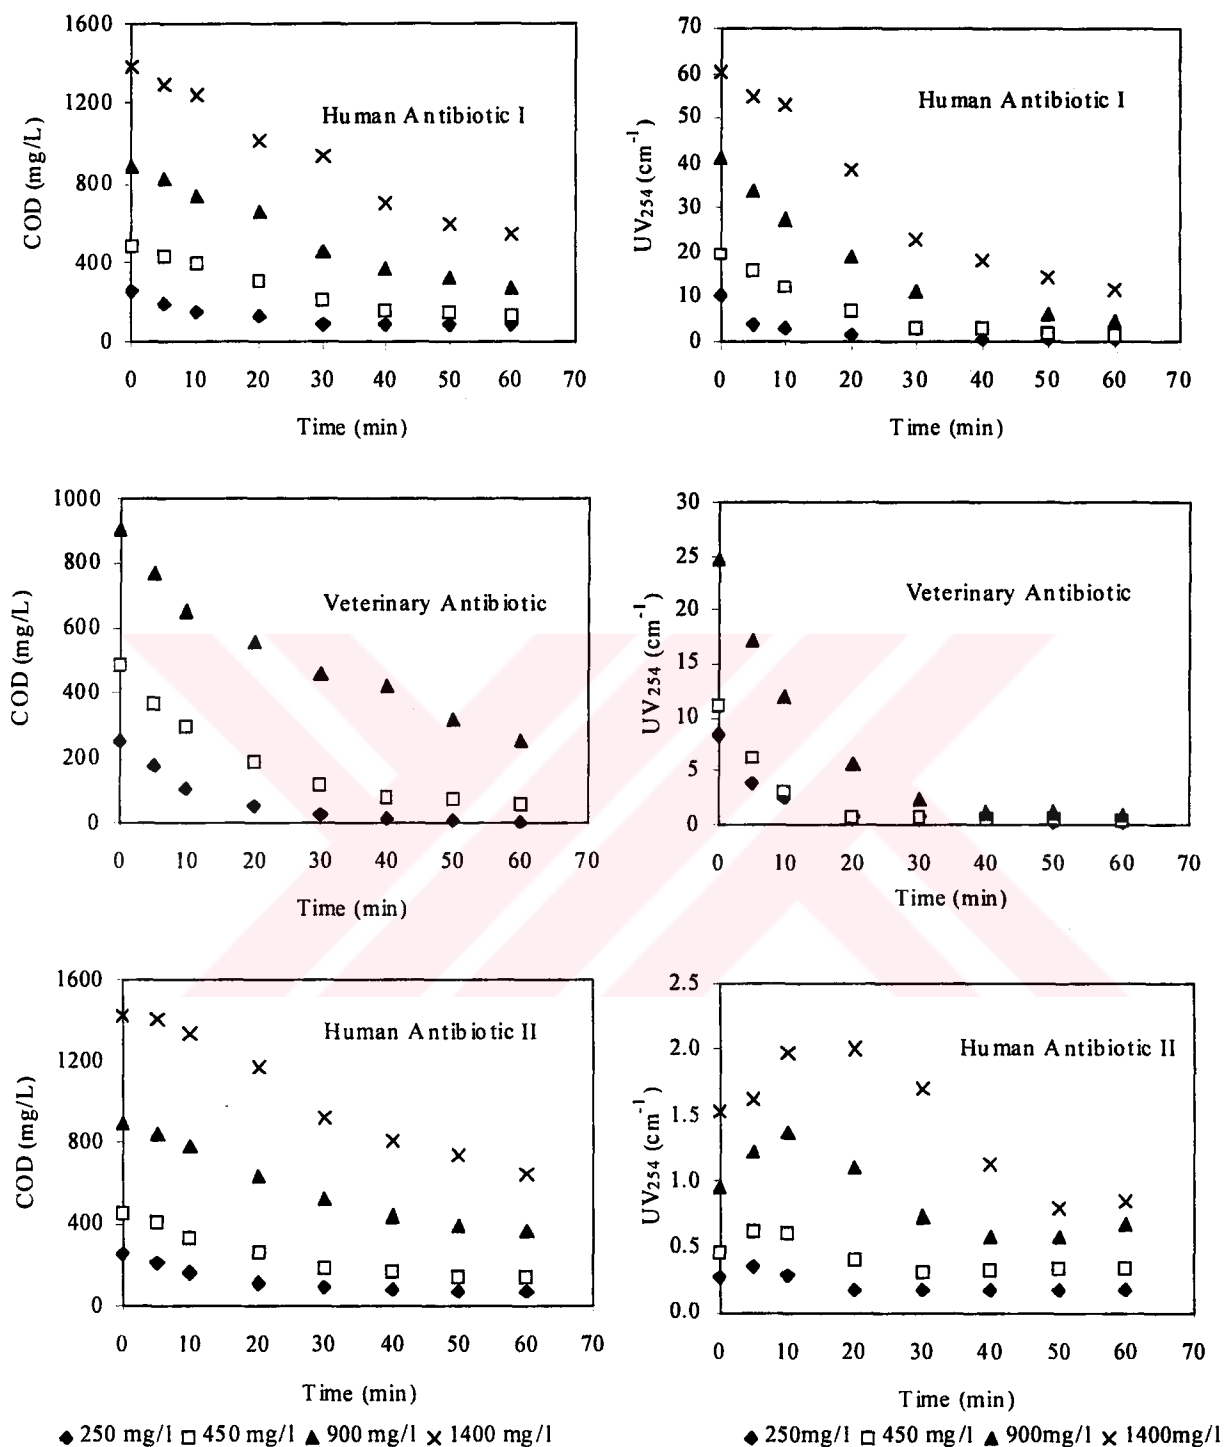 1600
1200
800
400
0
COD (mg/L)
Human Antibiotic I
0 10 20 30 40 50 60 70
Time (min)
70
60
50
40
30
20
10
0
UV254 (cm-1)
Human Antibiotic I
0 10 20 30 40 50 60 70
Time (min)
1000
800
600
400
200
0
COD (mg/L)
Veterinary Antibiotic
0 10 20 30 40 50 60 70
Time (min)
30
25
20
15
10
5
0
UV254 (cm-1)
Veterinary Antibiotic
0 10 20 30 40 50 60 70
Time (min)
1600
1200
800
400
0
COD (mg/L)
Human Antibiotic II
0 10 20 30 40 50 60 70
Time (min)
250 mg/l 450 mg/l 900 mg/l 1400 mg/l
2.5
2.0
1.5
1.0
0.5
0.0
UV254 (cm-1)
Human Antibiotic II
0 10 20 30 40 50 60 70
Time (min)
250mg/l 450 mg/l 900mg/l 1400mg/l